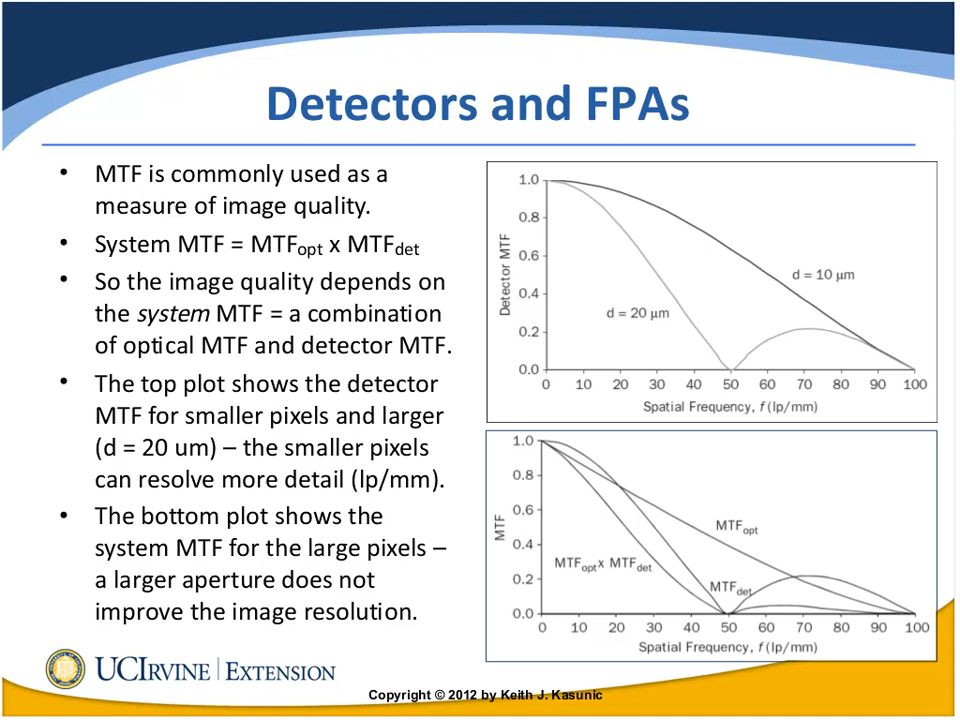 Detectors and FPAs
• MTF is commonly used as a
measure of image quality.
• System MTF = MTFopt x MTFdet
• So the image quality depends on
the system MTF = a combination
of optical MTF and detector MTF.
• The top plot shows the detector
MTF for smaller pixels and larger
(d = 20 um) – the smaller pixels
can resolve more detail (lp/mm).
• The bottom plot shows the
system MTF for the large pixels –
a larger aperture does not
improve the image resolution.
Detector MTF
1.0
0.8
0.6
0.4
0.2
0.0
d = 10 µm
d = 20 µm
0 10 20 30 40 50 60 70 80 90 100
Spatial Frequency, f (lp/mm)
MTF
1.0
0.8
0.6
0.4
0.2
0.0
MTFopt
MTFopt x MTFdet
MTFdet
0 10 20 30 40 50 60 70 80 90 100
Spatial Frequency, f (lp/mm)
UCIRVINE | EXTENSION
Copyright © 2012 by Keith J. Kasunic